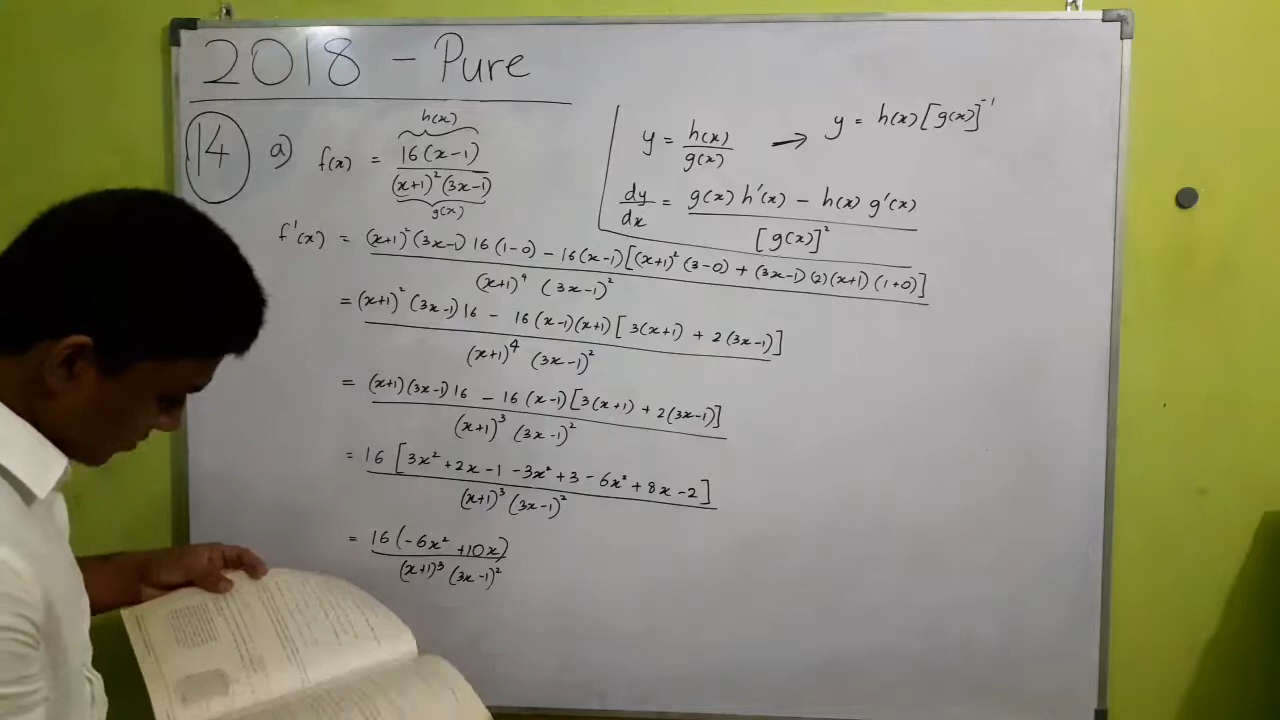 2018 - Pure
14 a) f(x) = 16(x-1) / (x+1)²(3x-1)
h(x)
g(x)
y = h(x) / g(x) → y = h(x)[g(x)]⁻¹
dy/dx = g(x) h'(x) - h(x) g'(x) / [g(x)]²
f'(x) = (x+1)²(3x-1) 16 (1-0) - 16(x-1)[(x+1)² (3-0) + (3x-1)(2)(x+1)(1+0)] / (x+1)⁴ (3x-1)²
= (x+1)² (3x-1) 16 - 16(x-1)(x+1)[3(x+1) + 2(3x-1)] / (x+1)⁴ (3x-1)²
= (x+1)(3x-1) 16 - 16(x-1)[3(x+1) + 2(3x-1)] / (x+1)³ (3x-1)²
= 16 [3x² + 2x - 1 - 3x² + 3 - 6x² + 8x - 2] / (x+1)³ (3x-1)²
= 16(-6x² + 10x) / (x+1)³ (3x-1)²